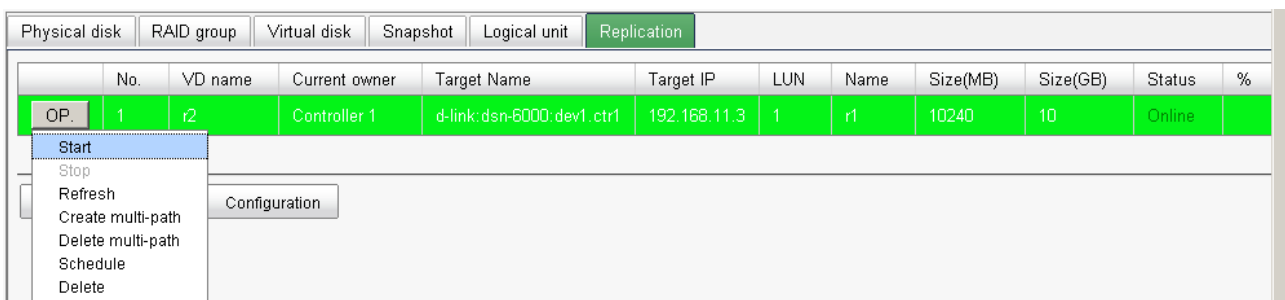 Physical disk RAID group Virtual disk Snapshot Logical unit Replication
No. VD name Current owner Target Name Target IP LUN Name Size(MB) Size(GB) Status %
OP. 1 r2 Controller 1 d-link:dsn-6000:dev1.ctr1 192.168.11.3 1 r1 10240 10 Online
Start
Stop
Refresh
Configuration
Create multi-path
Delete multi-path
Schedule
Delete